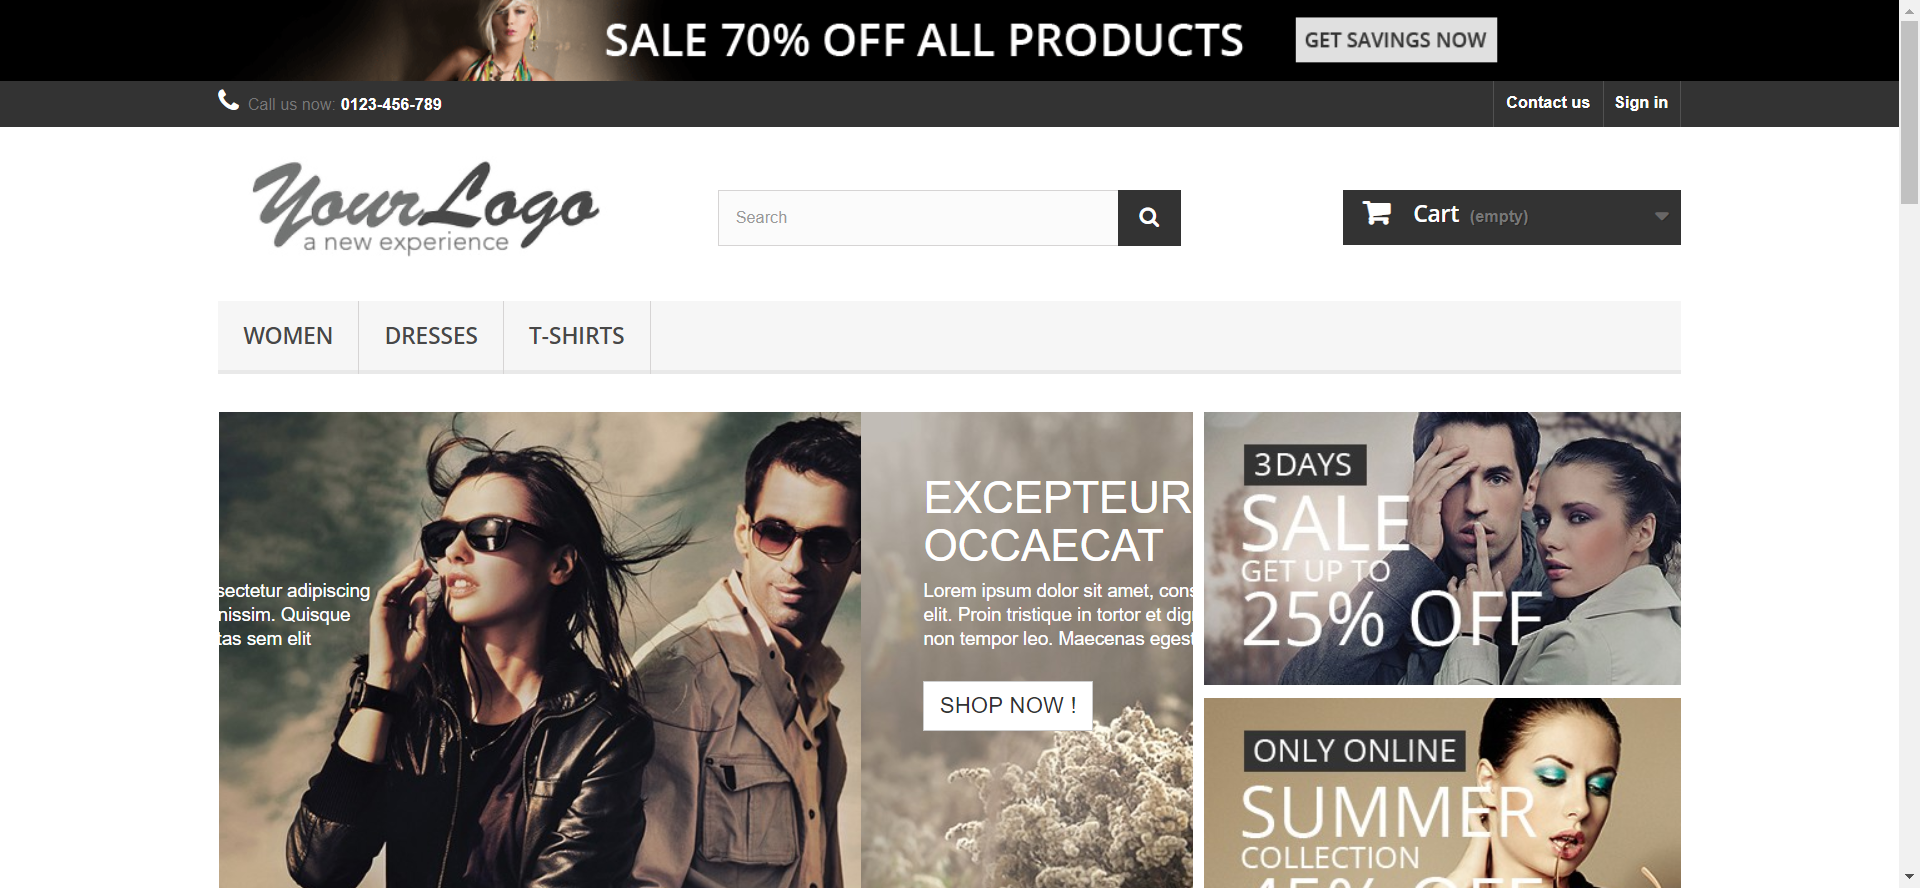 SALE 70% OFF ALL PRODUCTS
GET SAVINGS NOW
Call us now: 0123-456-789
Contact us
Sign in
YourLogo
a new experience
Search
Cart (empty)
WOMEN
DRESSES
T-SHIRTS
sectetur adipiscing
nissim. Quisque
tas sem elit
EXCEPTEUR
OCCAECAT
Lorem ipsum dolor sit amet, cons
elit. Proin tristique in tortor et dig
non tempor leo. Maecenas egest
SHOP NOW !
3 DAYS
SALE
GET UP TO
25% OFF
ONLY ONLINE
SUMMER
COLLECTION
45% OFF